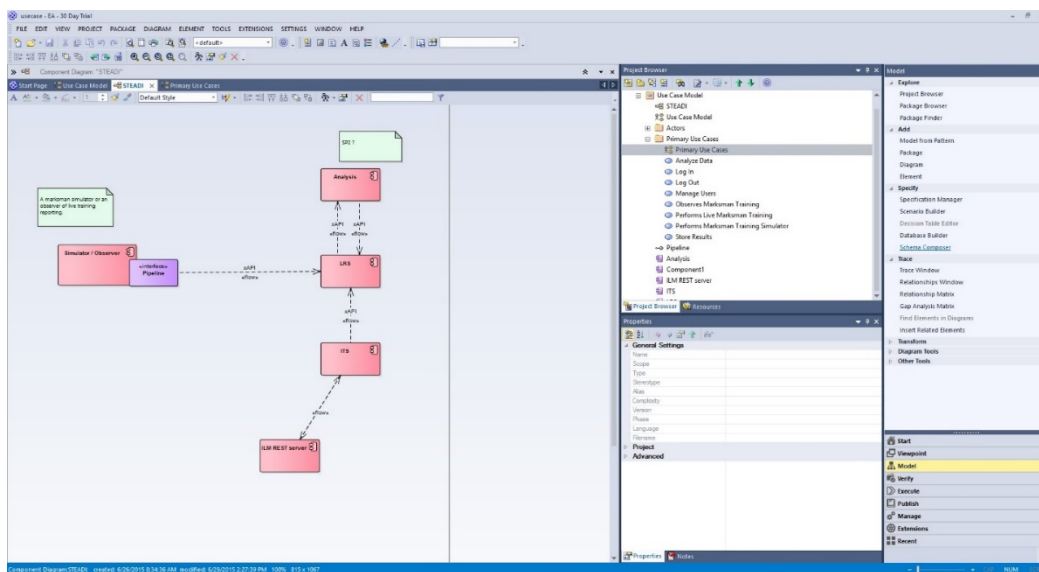 usecase - EA - 30 Day Trial
FILE EDIT VIEW PROJECT PACKAGE DIAGRAM ELEMENT TOOLS EXTENSIONS SETTINGS WINDOW HELP
<default>
Component Diagram: "STEADI"
Start Page Use Case Model STEADI Primary Use Cases
Default Style
SRI ?
Analysis
A marksman simulator or an
observer of live training
reporting.
xAPI xAPI
«flow» «flow»
Simulator / Observer
«interface»
Pipeline
xAPI
«flow»
LRS
xAPI
«flow»
ITS
«flow»
ILM REST server
Project Browser
Use Case Model
STEADI
Use Case Model
Actors
Primary Use Cases
Primary Use Cases
Analyze Data
Log In
Log Out
Manage Users
Observes Marksman Training
Performs Live Marksman Training
Performs Marksman Training Simulator
Store Results
Pipeline
Analysis
Component1
ILM REST server
ITS
Project Browser Resources
Properties
General Settings
Name
Scope
Type
Stereotype
Alias
Complexity
Version
Phase
Language
Filename
Project
Advanced
Properties Notes
Model
Explore
Project Browser
Package Browser
Package Finder
Add
Model from Pattern
Package
Diagram
Element
Specify
Specification Manager
Scenario Builder
Decision Table Editor
Database Builder
Schema Composer
Trace
Trace Window
Relationships Window
Relationship Matrix
Gap Analysis Matrix
Find Elements in Diagrams
Insert Related Elements
Transform
Diagram Tools
Other Tools
Start
Viewpoint
Model
Verify
Execute
Publish
Manage
Extensions
Recent
Component Diagram:STEADI: created: 6/26/2015 8:34:36 AM modified: 6/29/2015 2:27:39 PM 100% 815 x 1067
CAP NUM